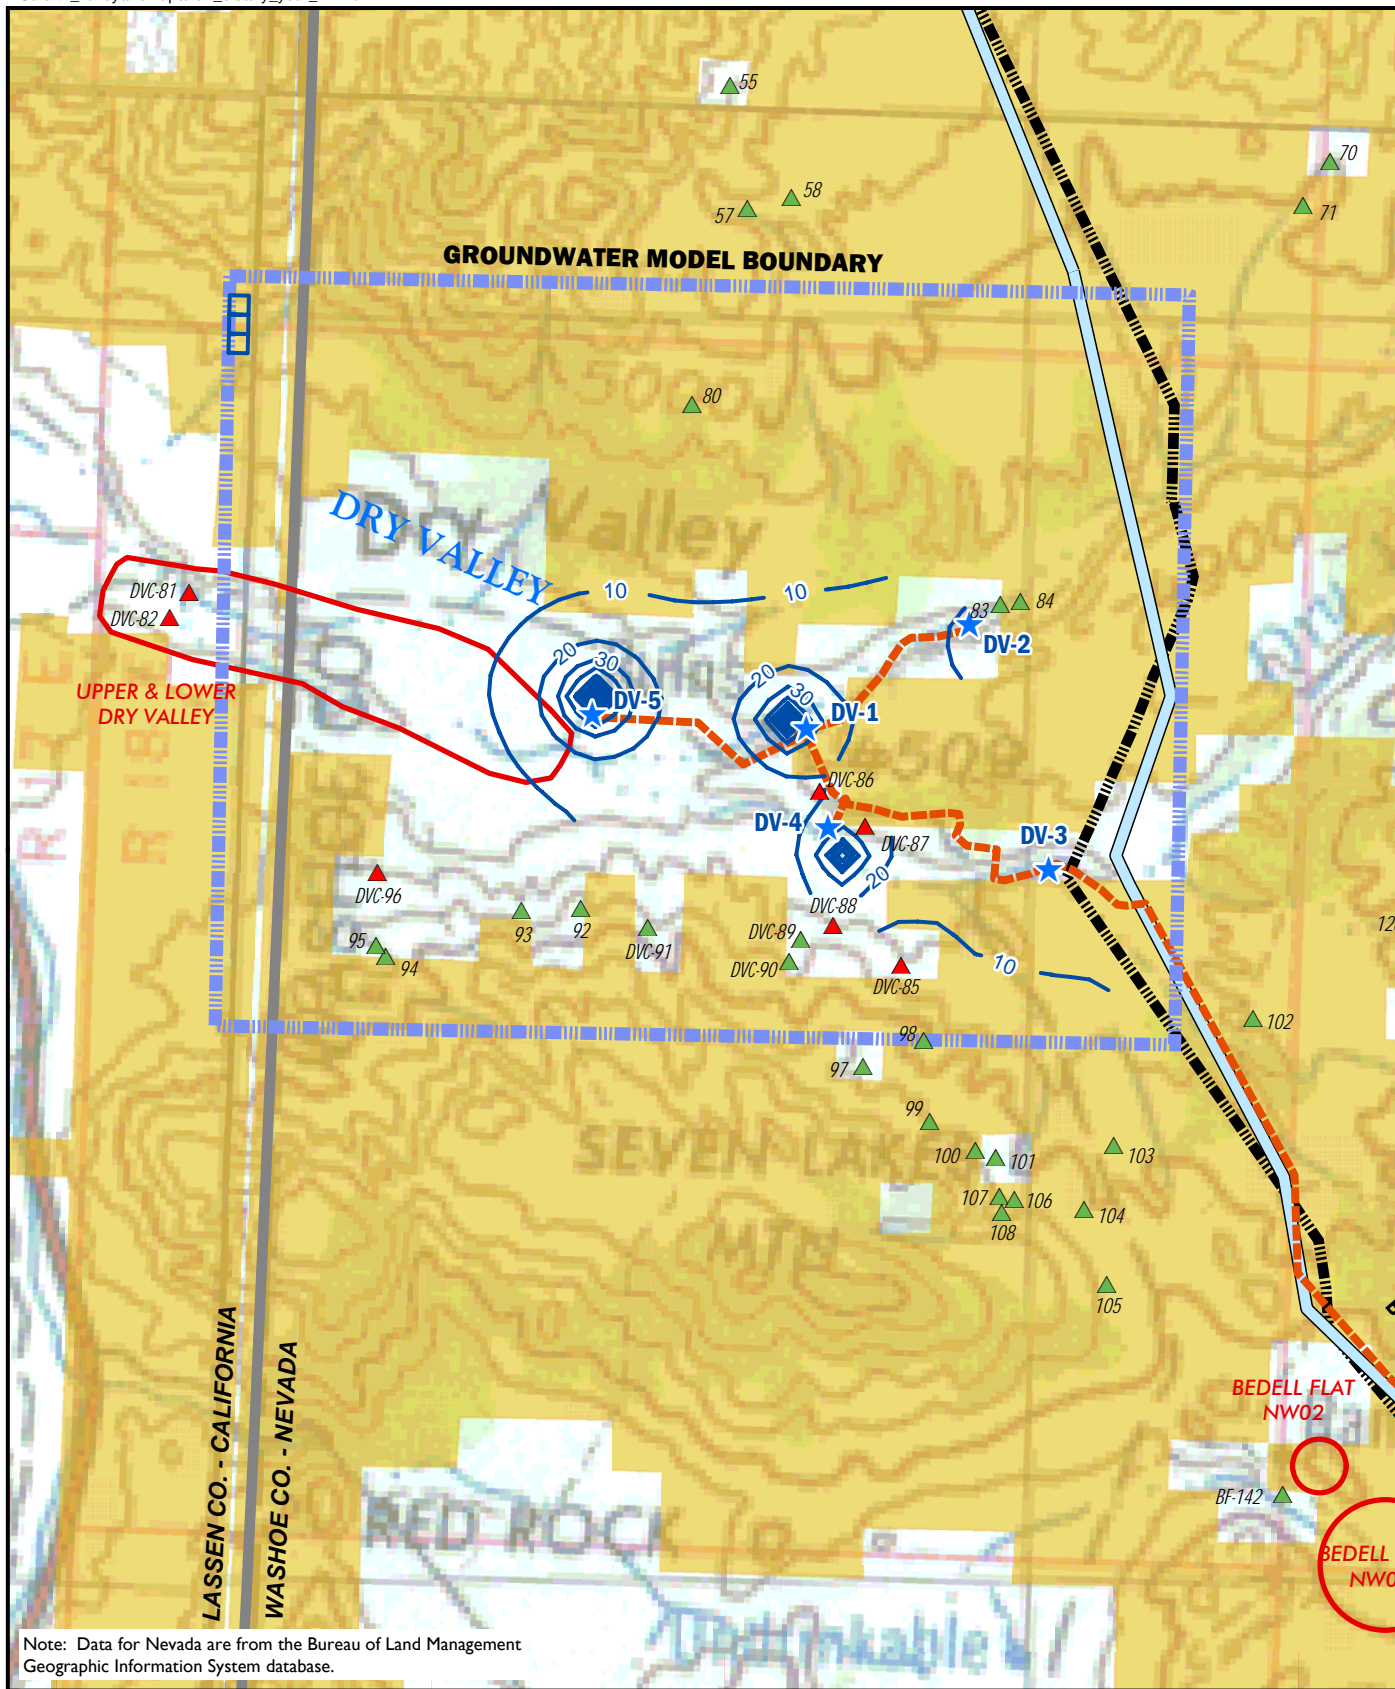 55
70
58
57
71
GROUNDWATER MODEL BOUNDARY
80
Valley
DRY VALLEY
DVC-81
DVC-82
10
10
83
84
DV-2
20
30
20
30
UPPER & LOWER
DRY VALLEY
DV-5
DV-1
DVC-86
DV-4
DVC-87
DV-3
20
DVC-96
DVC-88
93
92
DVC-91
DVC-89
95
94
DVC-90
DVC-85
10
102
98
97
99
SEVEN LAKE
100
101
103
107
106
108
104
MTN
105
LASSEN CO. - CALIFORNIA
WASHOE CO. - NEVADA
BEDELL FLAT
NW02
BF-142
RED ROC
BEDELL
Note: Data for Nevada are from the Bureau of Land Management
Geographic Information System database.